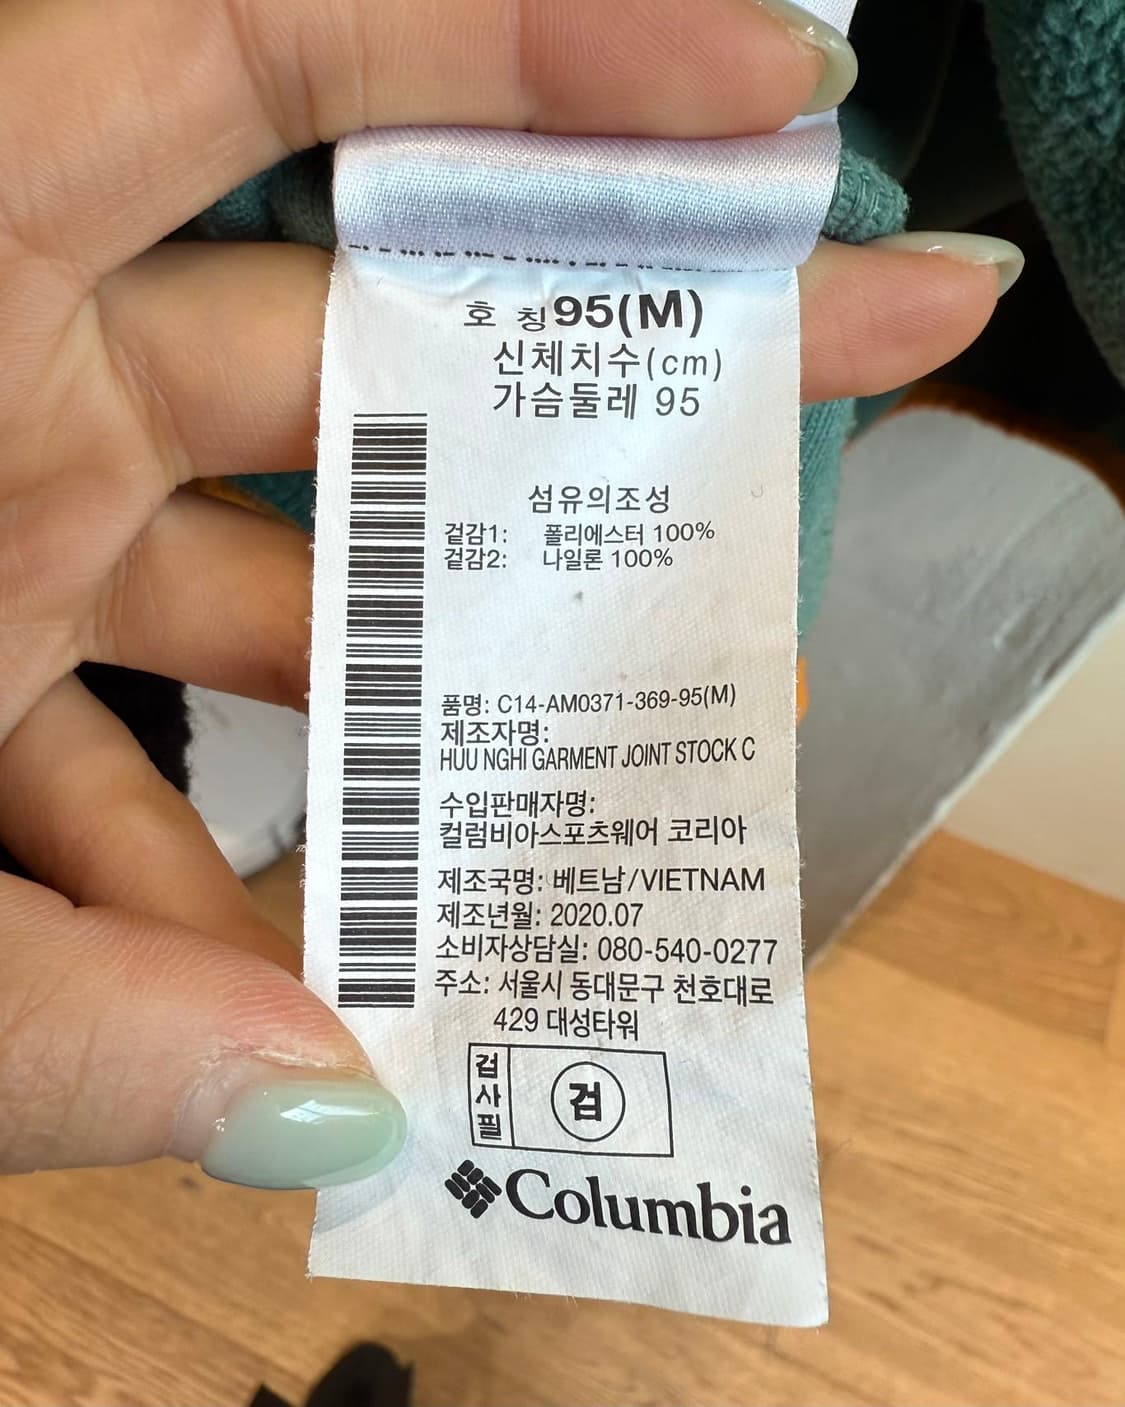 호 칭95(M)
신체치수(cm)
가슴둘레 95
섬유의조성
겉감1: 폴리에스터 100%
겉감2: 나일론 100%
품명: C14-AM0371-369-95(M)
제조자명:
HUU NGHI GARMENT JOINT STOCK C
수입판매자명:
컬럼비아스포츠웨어 코리아
제조국명: 베트남/VIETNAM
제조년월: 2020.07
소비자상담실: 080-540-0277
주소: 서울시 동대문구 천호대로
429 대성타워
검사필
검
Columbia